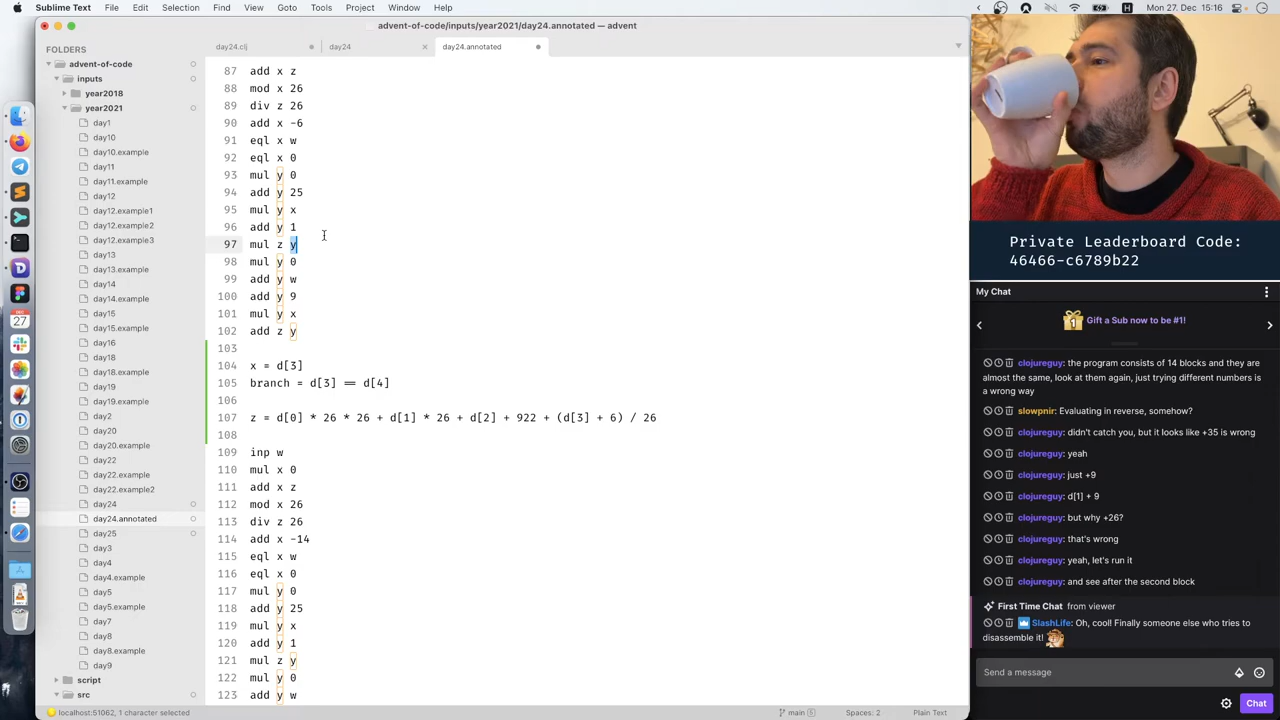 Sublime Text File Edit Selection Find View Goto Tools Project Window Help
Mon 27. Dec 15:16
advent-of-code/inputs/year2021/day24.annotated — advent
FOLDERS
advent-of-code
inputs
year2018
year2021
day1
day10
day10.example
day11
day11.example
day12
day12.example1
day12.example2
day12.example3
day13
day13.example
day14
day14.example
day15
day15.example
day16
day18
day18.example
day19
day19.example
day2
day20
day20.example
day22
day22.example
day22.example2
day24
day24.annotated
day25
day3
day4
day4.example
day5
day5.example
day7
day8
day8.example
day9
script
src
day24.clj
day24
day24.annotated
87 add x z
88 mod x 26
89 div z 26
90 add x -6
91 eql x w
92 eql x 0
93 mul y 0
94 add y 25
95 mul y x
96 add y 1
97 mul z y
98 mul y 0
99 add y w
100 add y 9
101 mul y x
102 add z y
103
104 x = d[3]
105 branch = d[3] == d[4]
106
107 z = d[0] * 26 * 26 + d[1] * 26 + d[2] + 922 + (d[3] + 6) / 26
108
109 inp w
110 mul x 0
111 add x z
112 mod x 26
113 div z 26
114 add x -14
115 eql x w
116 eql x 0
117 mul y 0
118 add y 25
119 mul y x
120 add y 1
121 mul z y
122 mul y 0
123 add y w
localhost:51062, 1 character selected
main 5
Spaces: 2
Plain Text
Private Leaderboard Code:
46466-c6789b22
My Chat
Gift a Sub now to be #1!
clojureguy: the program consists of 14 blocks and they are
almost the same, look at them again, just trying different numbers is
a wrong way
slowpnir: Evaluating in reverse, somehow?
clojureguy: didn't catch you, but it looks like +35 is wrong
clojureguy: yeah
clojureguy: just +9
clojureguy: d[1] + 9
clojureguy: but why +26?
clojureguy: that's wrong
clojureguy: yeah, let's run it
clojureguy: and see after the second block
First Time Chat from viewer
SlashLife: Oh, cool! Finally someone else who tries to
disassemble it!
Send a message
Chat